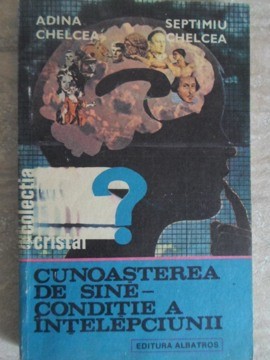 ADINA
CHELCEA
SEPTIMIU
CHELCEA
colecția
cristal
?
CUNOAȘTEREA
DE SINE-
CONDIȚIE A
ÎNȚELEPCIUNII
EDITURA ALBATROS